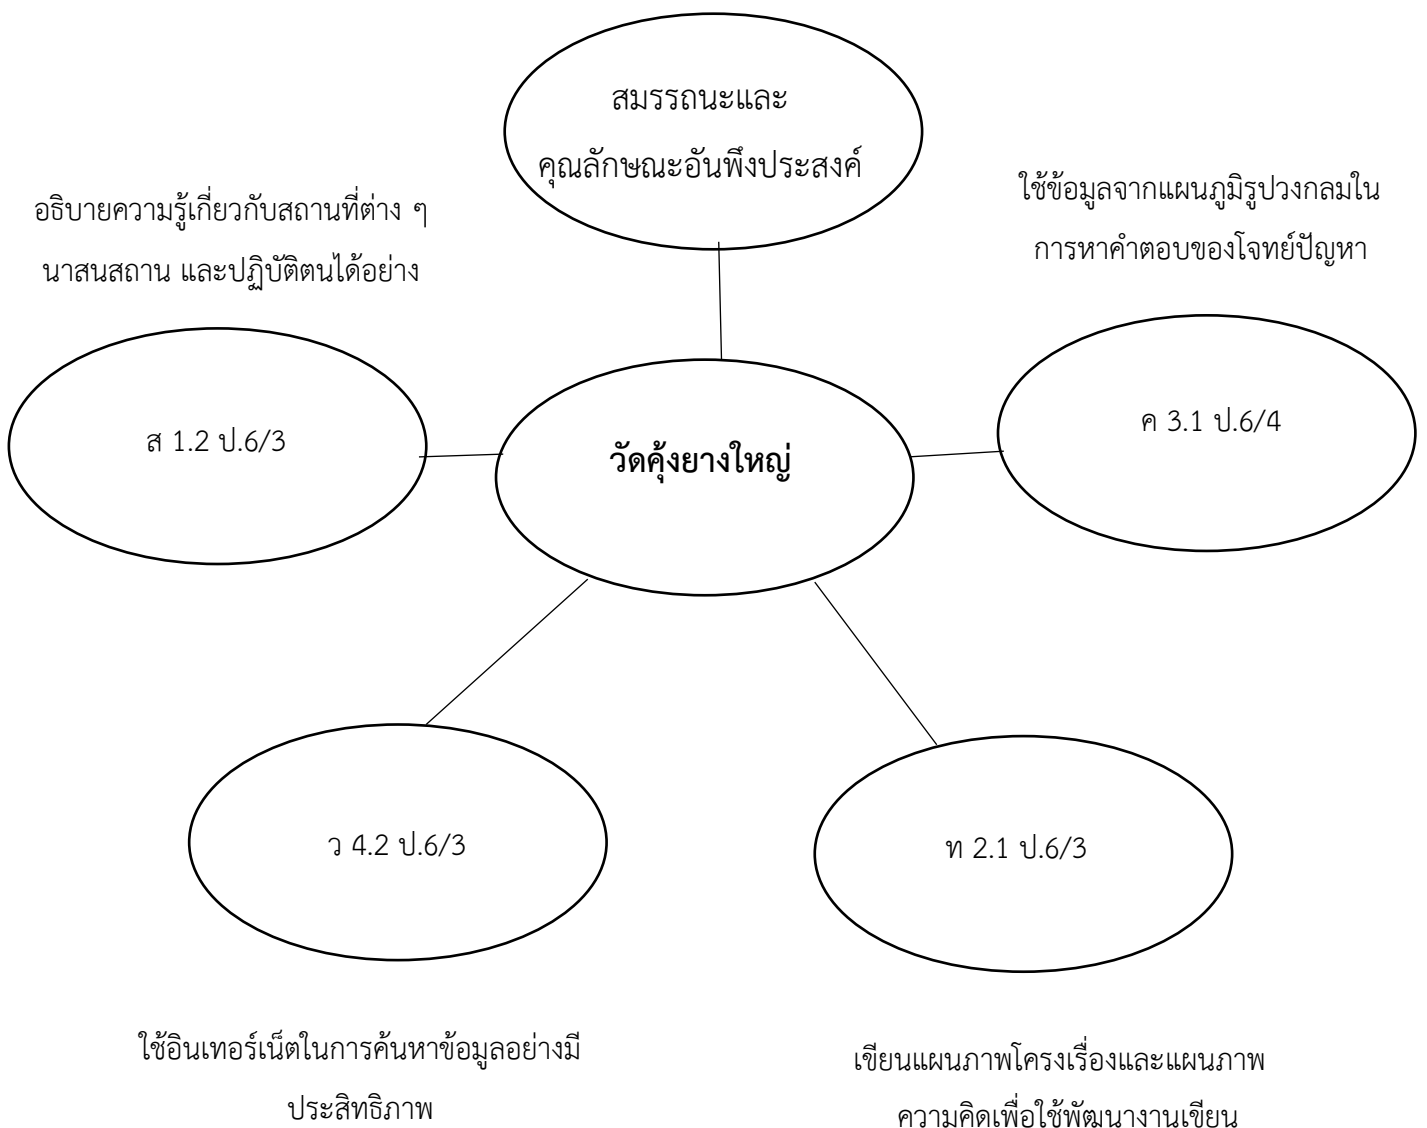 สมรรถนะและ
คุณลักษณะอันพึงประสงค์
อธิบายความรู้เกี่ยวกับสถานที่ต่าง ๆ
นาสนสถาน และปฏิบัติตนได้อย่าง
ใช้ข้อมูลจากแผนภูมิรูปวงกลมใน
การหาคำตอบของโจทย์ปัญหา
ส 1.2 ป.6/3
วัดคุ้งยางใหญ่
ค 3.1 ป.6/4
ว 4.2 ป.6/3
ท 2.1 ป.6/3
ใช้อินเทอร์เน็ตในการค้นหาข้อมูลอย่างมี
ประสิทธิภาพ
เขียนแผนภาพโครงเรื่องและแผนภาพ
ความคิดเพื่อใช้พัฒนางานเขียน